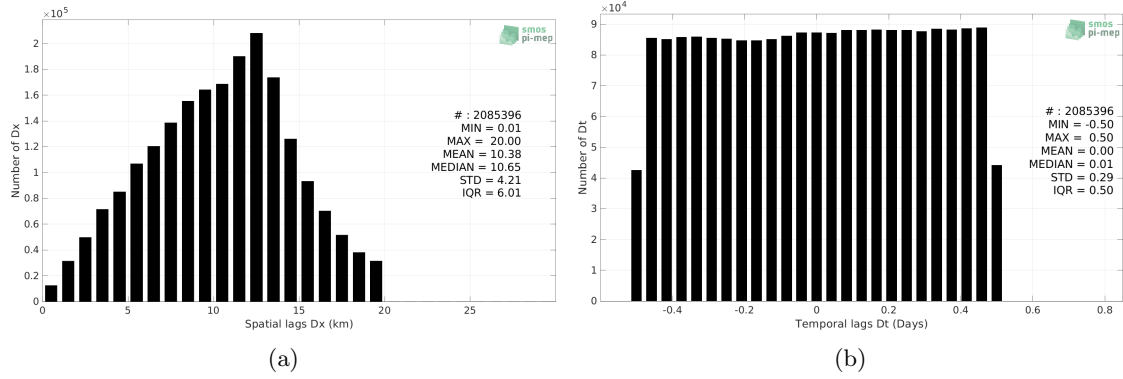 ×10⁵
2
1.8
1.6
1.4
1.2
1
0.8
0.6
0.4
0.2
0
Number of Dx
smos
pi-mep
# : 2085396
MIN = 0.01
MAX = 20.00
MEAN = 10.38
MEDIAN = 10.65
STD = 4.21
IQR = 6.01
0 5 10 15 20 25
Spatial lags Dx (km)
(a)
×10⁴
9
8
7
6
5
4
3
2
1
0
Number of Dt
smos
pi-mep
# : 2085396
MIN = -0.50
MAX = 0.50
MEAN = 0.00
MEDIAN = 0.01
STD = 0.29
IQR = 0.50
-0.4 -0.2 0 0.2 0.4 0.6 0.8
Temporal lags Dt (Days)
(b)